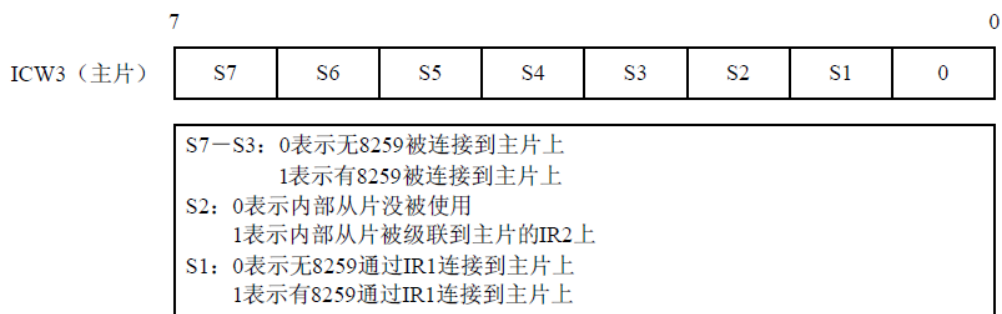 7 0
ICW3（主片） S7 S6 S5 S4 S3 S2 S1 0
S7－S3：0表示无8259被连接到主片上
1表示有8259被连接到主片上
S2：0表示内部从片没被使用
1表示内部从片被级联到主片的IR2上
S1：0表示无8259通过IR1连接到主片上
1表示有8259通过IR1连接到主片上